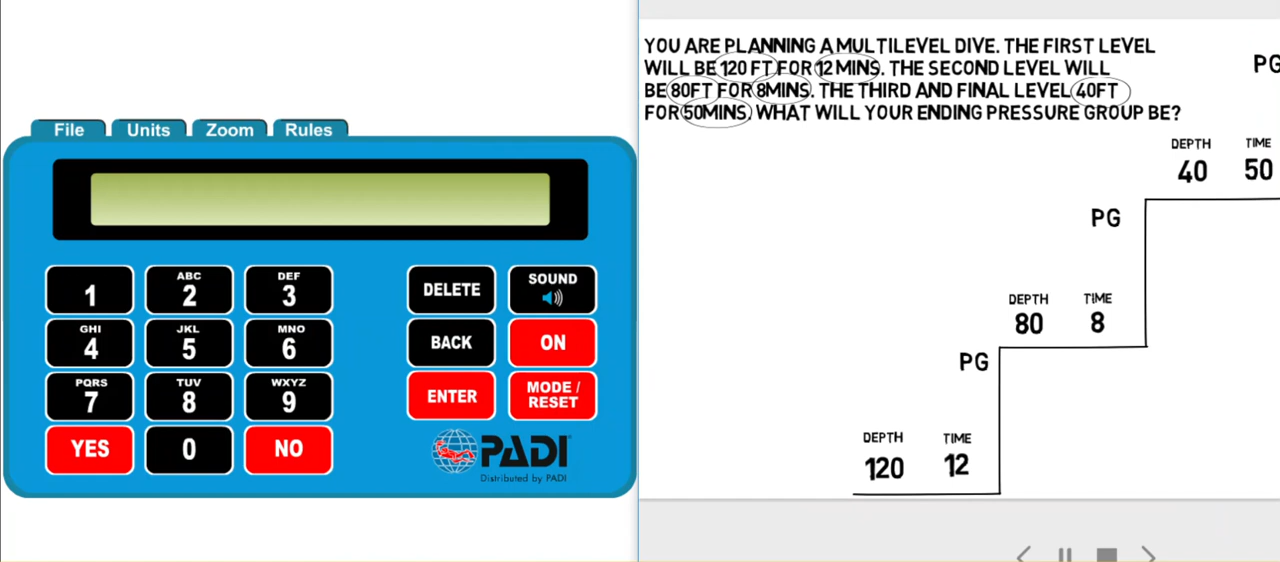 File Units Zoom Rules
1 ABC 2 DEF 3 DELETE SOUND
GHI 4 JKL 5 MNO 6 BACK ON
PQRS 7 TUV 8 WXYZ 9 ENTER MODE / RESET
YES 0 NO
PADI
Distributed by PADI
YOU ARE PLANNING A MULTILEVEL DIVE. THE FIRST LEVEL
WILL BE 120 FT FOR 12 MINS. THE SECOND LEVEL WILL
BE 80FT FOR 8MINS. THE THIRD AND FINAL LEVEL 40FT
FOR 50MINS. WHAT WILL YOUR ENDING PRESSURE GROUP BE?
PG
DEPTH TIME
40 50
PG
DEPTH TIME
80 8
PG
DEPTH TIME
120 12